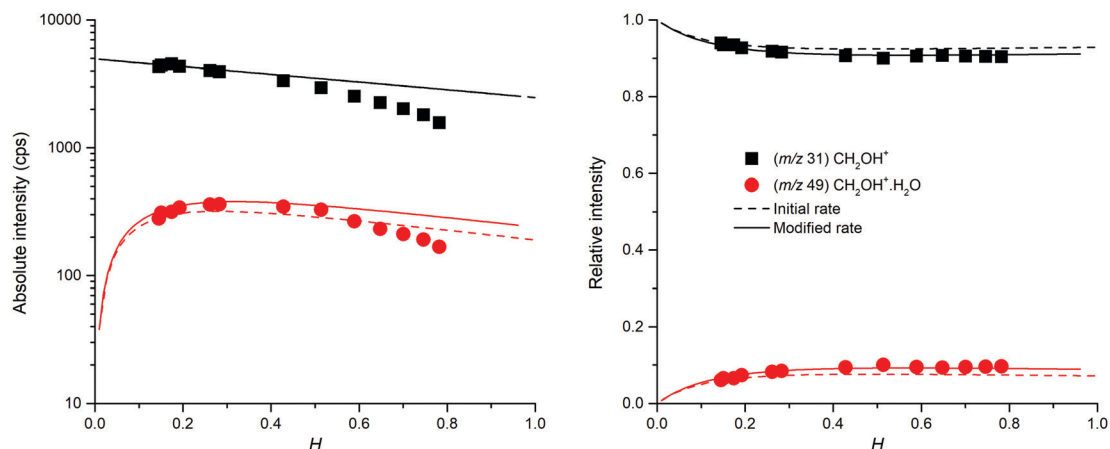 Absolute intensity (cps)
10000
1000
100
10
0.0 0.2 0.4 0.6 0.8 1.0
H
Relative intensity
1.0
0.8
0.6
0.4
0.2
0.0
(m/z 31) CH₂OH⁺
(m/z 49) CH₂OH⁺.H₂O
Initial rate
Modified rate
0.0 0.2 0.4 0.6 0.8 1.0
H